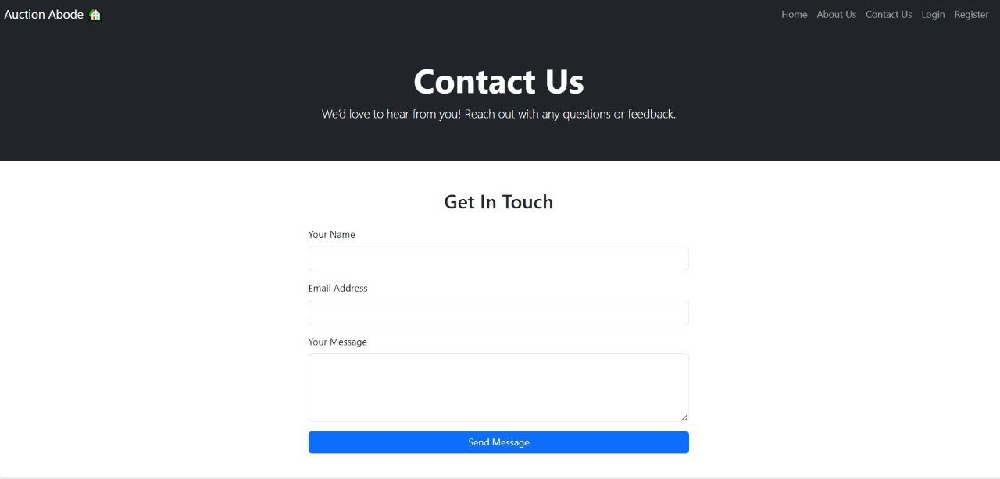 Auction Abode 🏠
Home About Us Contact Us Login Register
Contact Us
We'd love to hear from you! Reach out with any questions or feedback.
Get In Touch
Your Name
Email Address
Your Message
Send Message